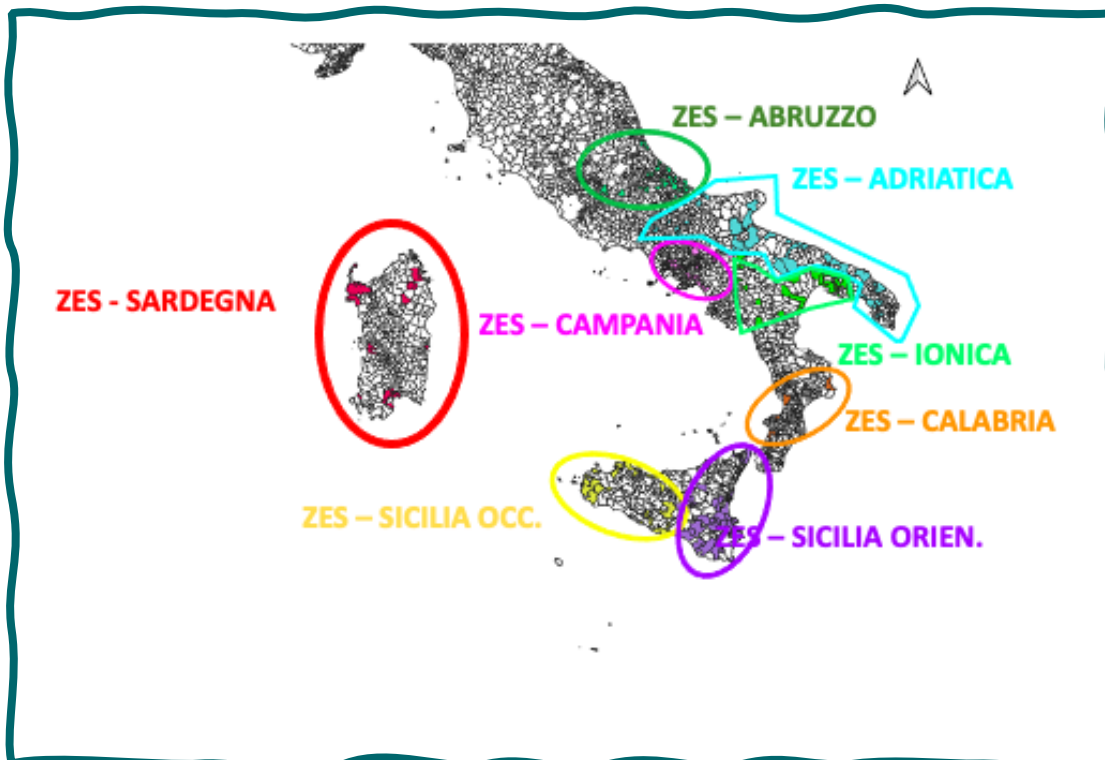 ZES – ABRUZZO
ZES – ADRIATICA
ZES - SARDEGNA
ZES – CAMPANIA
ZES – IONICA
ZES – CALABRIA
ZES – SICILIA OCC.
ZES – SICILIA ORIEN.